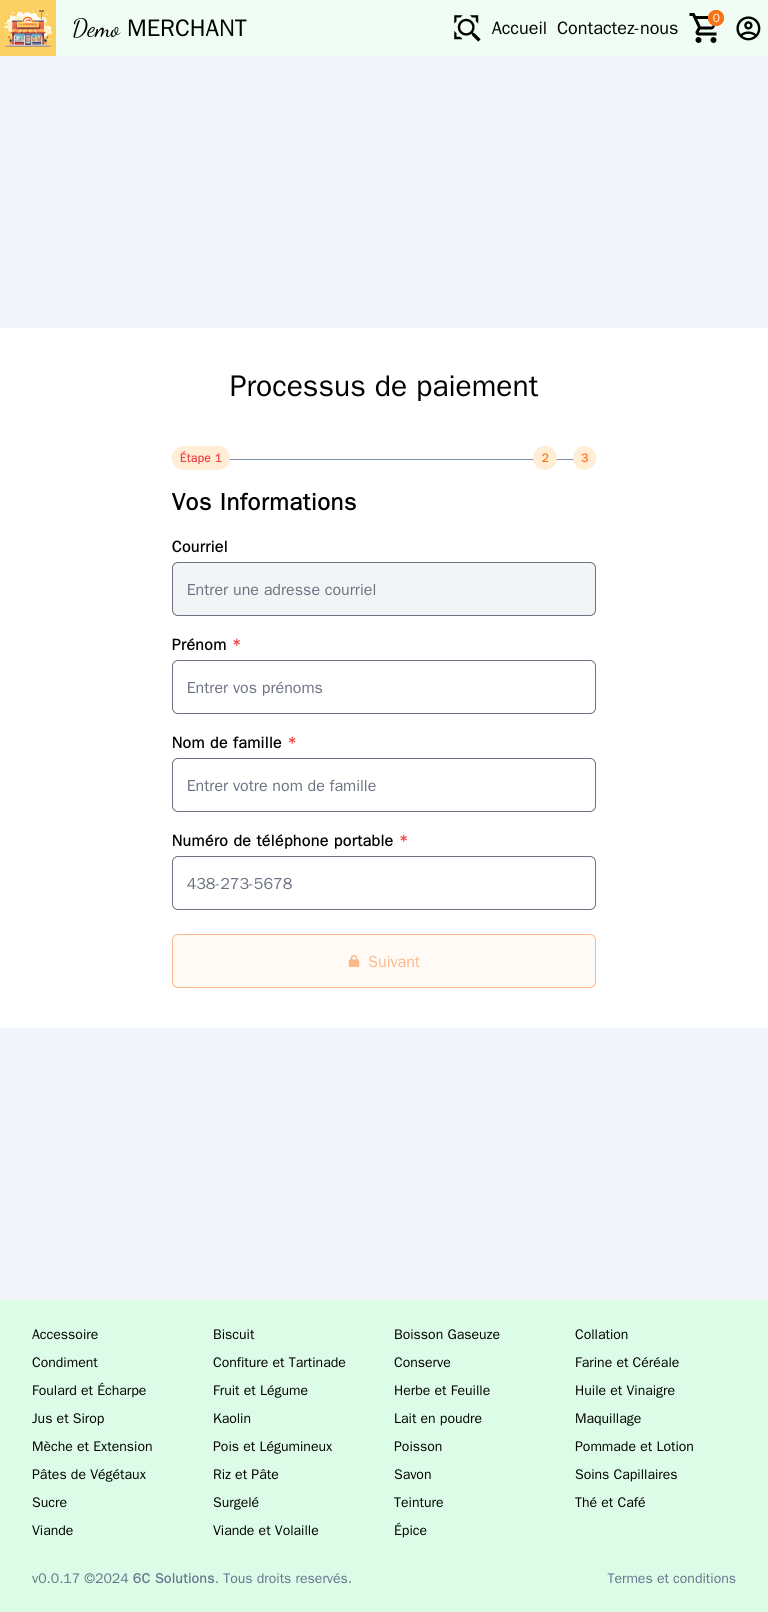 Demo MERCHANT
Accueil Contactez-nous 0
Processus de paiement
Étape 1 2 3
Vos Informations
Courriel
Entrer une adresse courriel
Prénom *
Entrer vos prénoms
Nom de famille *
Entrer votre nom de famille
Numéro de téléphone portable *
438-273-5678
Suivant
Accessoire Biscuit Boisson Gaseuze Collation
Condiment Confiture et Tartinade Conserve Farine et Céréale
Foulard et Écharpe Fruit et Légume Herbe et Feuille Huile et Vinaigre
Jus et Sirop Kaolin Lait en poudre Maquillage
Mèche et Extension Pois et Légumineux Poisson Pommade et Lotion
Pâtes de Végétaux Riz et Pâte Savon Soins Capillaires
Sucre Surgelé Teinture Thé et Café
Viande Viande et Volaille Épice
v0.0.17 ©2024 6C Solutions. Tous droits reservés. Termes et conditions